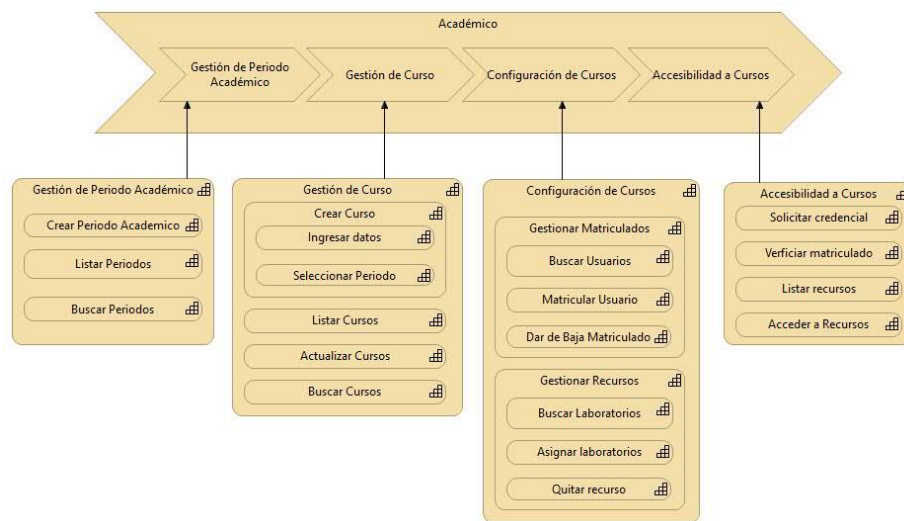 Académico
Gestión de Periodo
Académico
Gestión de Curso
Configuración de Cursos
Accesibilidad a Cursos
Gestión de Periodo Académico
Crear Periodo Academico
Listar Periodos
Buscar Periodos
Gestión de Curso
Crear Curso
Ingresar datos
Seleccionar Periodo
Listar Cursos
Actualizar Cursos
Buscar Cursos
Configuración de Cursos
Gestionar Matriculados
Buscar Usuarios
Matricular Usuario
Dar de Baja Matriculado
Gestionar Recursos
Buscar Laboratorios
Asignar laboratorios
Quitar recurso
Accesibilidad a Cursos
Solicitar credencial
Verficiar matriculado
Listar recursos
Acceder a Recursos